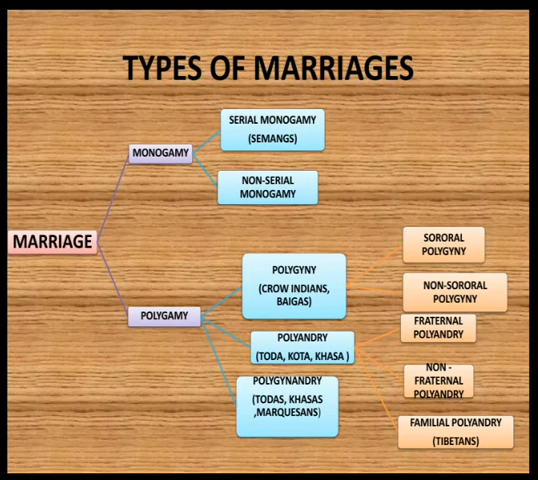 TYPES OF MARRIAGES
SERIAL MONOGAMY
(SEMANGS)
MONOGAMY
NON-SERIAL
MONOGAMY
MARRIAGE
POLYGAMY
POLYGYNY
(CROW INDIANS,
BAIGAS)
SORORAL
POLYGYNY
NON-SORORAL
POLYGYNY
POLYANDRY
(TODA, KOTA, KHASA )
FRATERNAL
POLYANDRY
NON -
FRATERNAL
POLYANDRY
FAMILIAL POLYANDRY
(TIBETANS)
POLYGYNANDRY
(TODAS, KHASAS
,MARQUESANS)